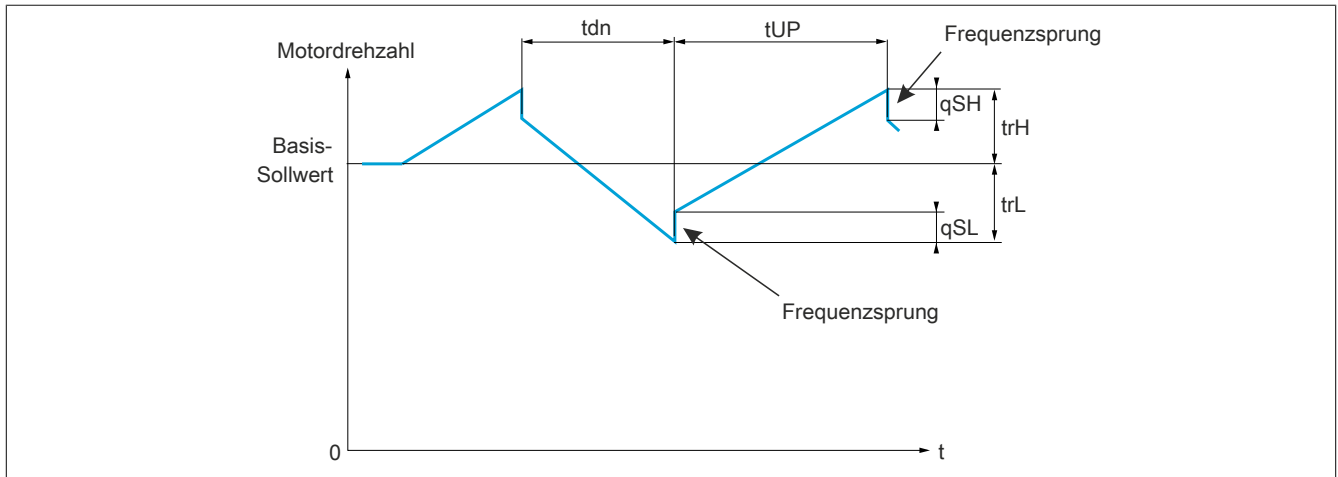 tdn
tUP
Frequenzsprung
Motordrehzahl
qSH
trH
Basis-
Sollwert
trL
qSL
Frequenzsprung
0
t